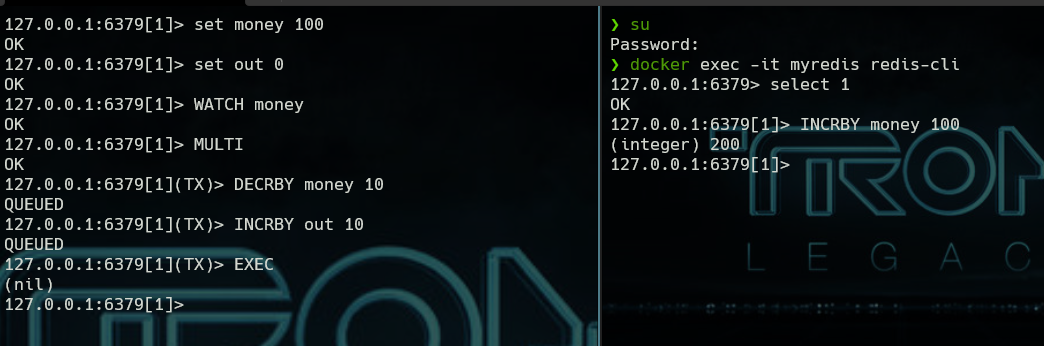 127.0.0.1:6379[1]> set money 100
OK
127.0.0.1:6379[1]> set out 0
OK
127.0.0.1:6379[1]> WATCH money
OK
127.0.0.1:6379[1]> MULTI
OK
127.0.0.1:6379[1](TX)> DECRBY money 10
QUEUED
127.0.0.1:6379[1](TX)> INCRBY out 10
QUEUED
127.0.0.1:6379[1](TX)> EXEC
(nil)
127.0.0.1:6379[1]>
❯ su
Password:
❯ docker exec -it myredis redis-cli
127.0.0.1:6379> select 1
OK
127.0.0.1:6379[1]> INCRBY money 100
(integer) 200
127.0.0.1:6379[1]>
TRON
LEGAC